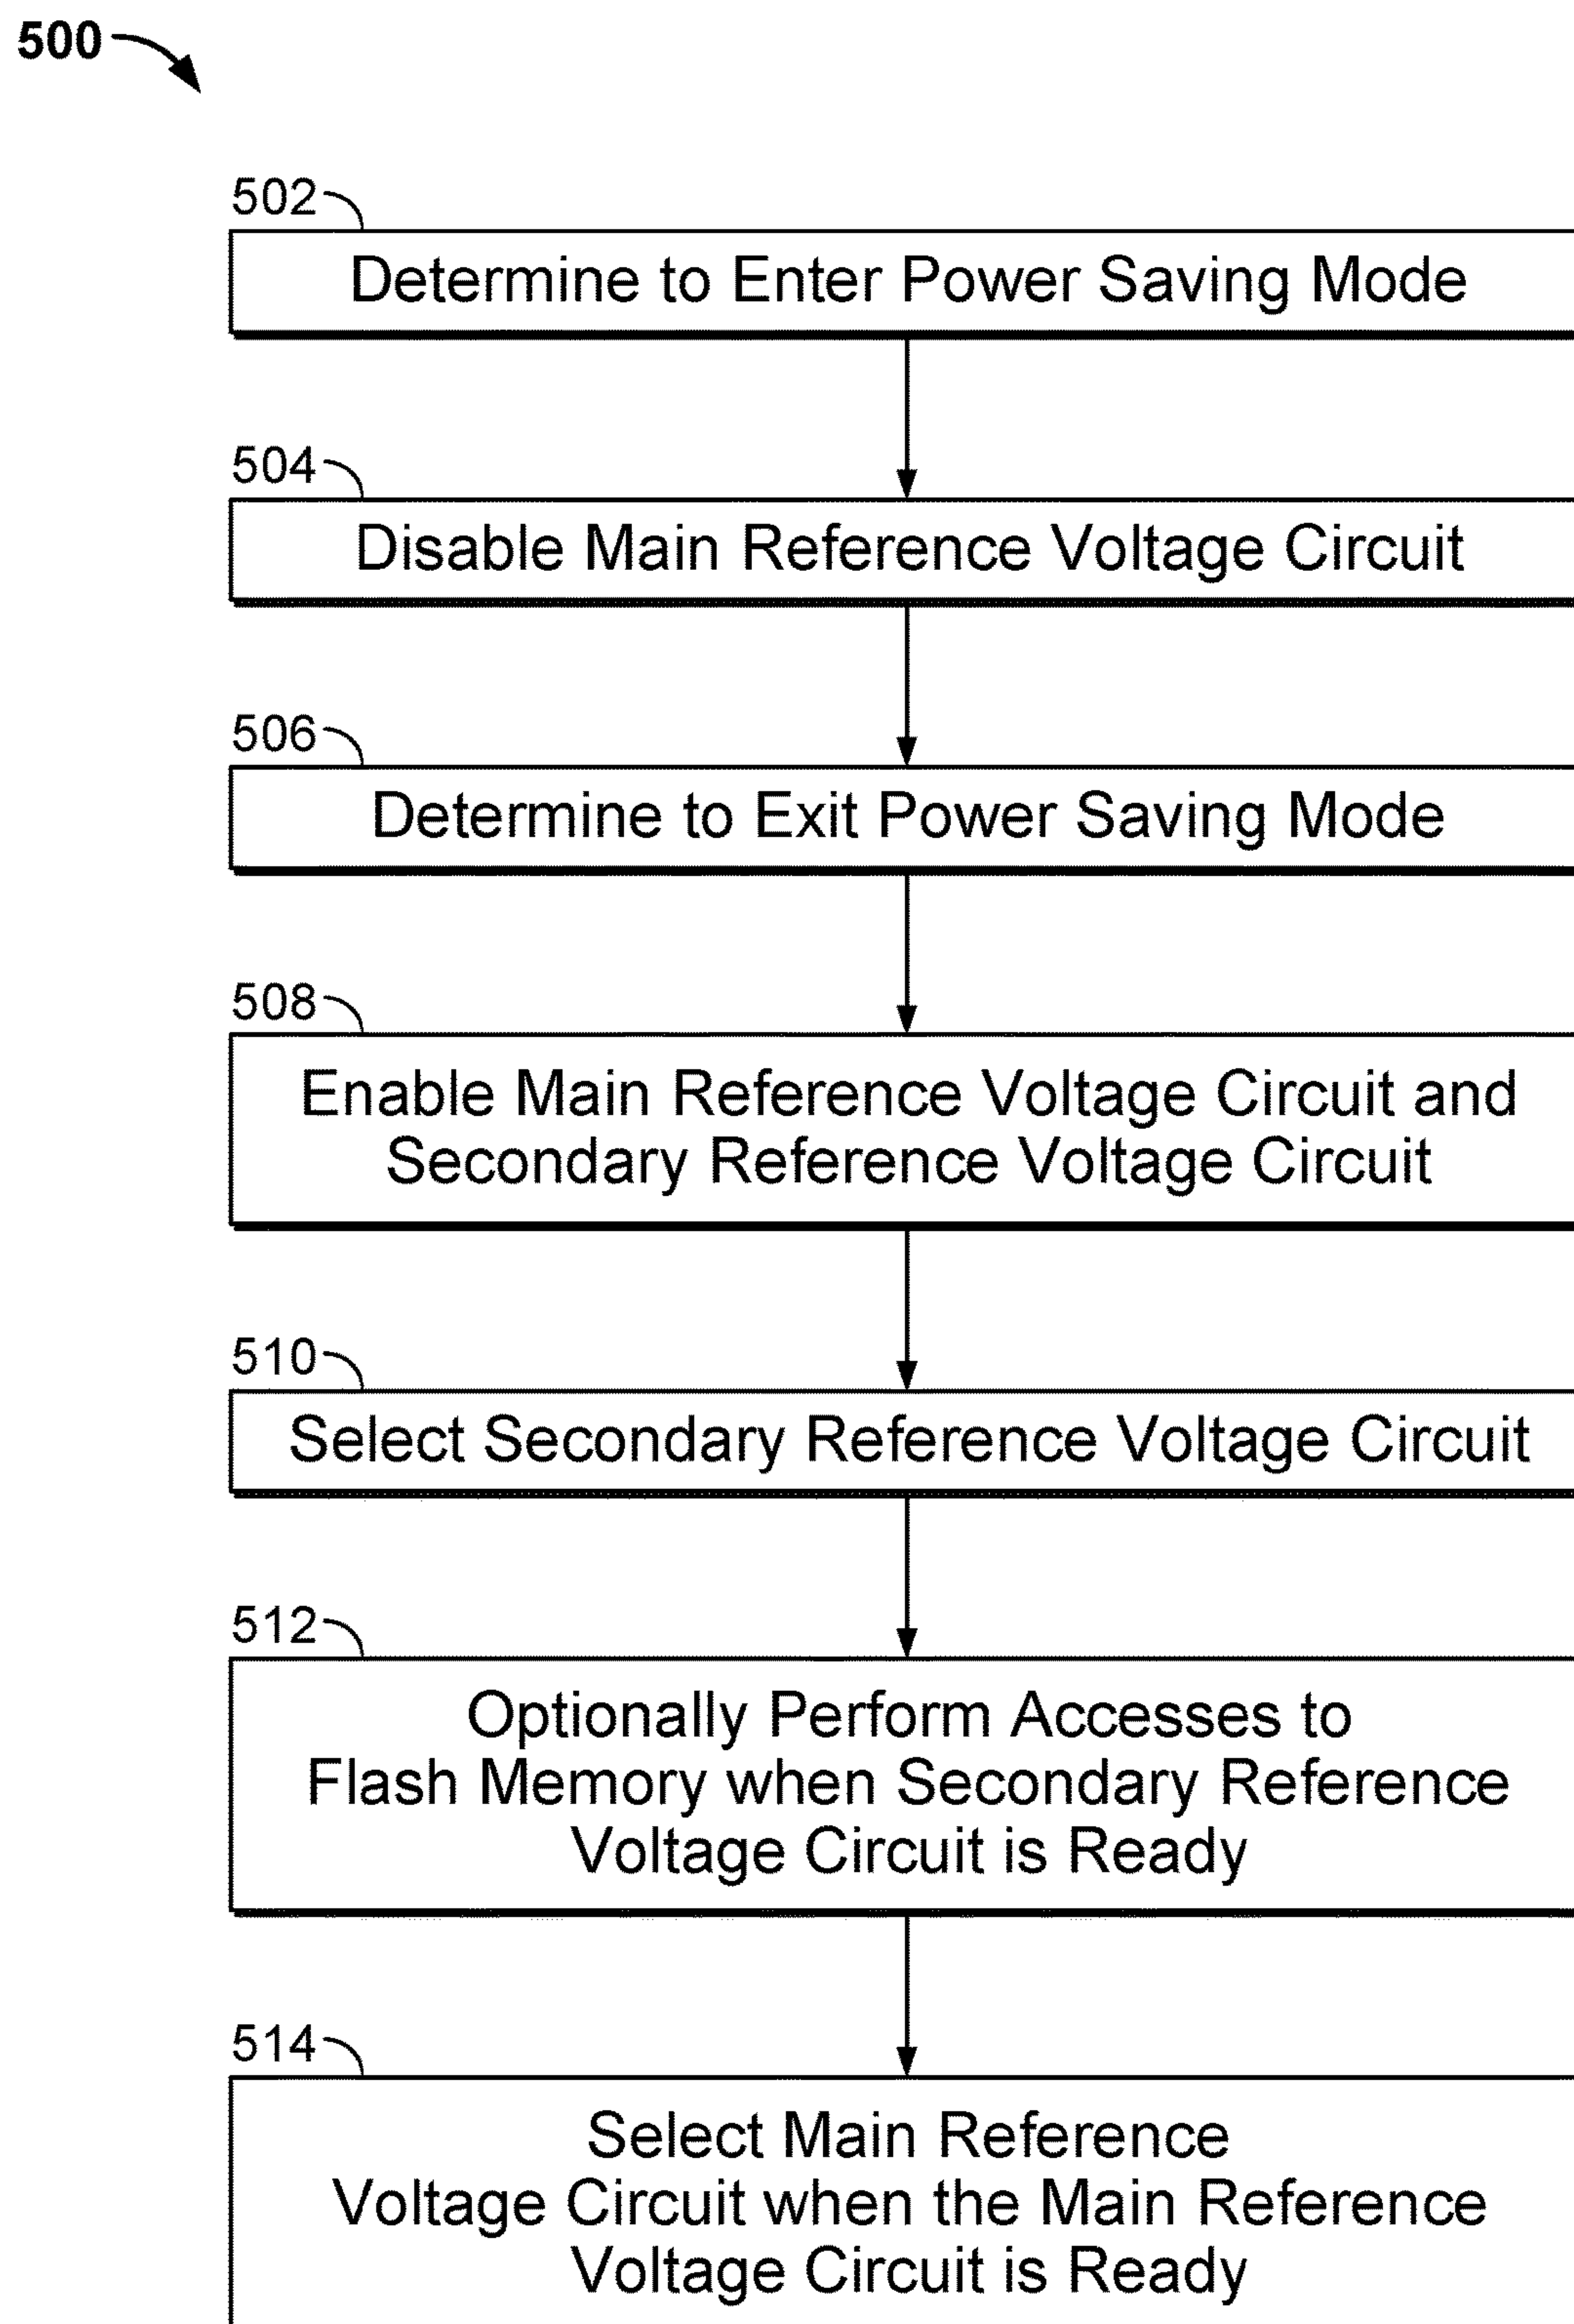 500
502
Determine to Enter Power Saving Mode
504
Disable Main Reference Voltage Circuit
506
Determine to Exit Power Saving Mode
508
Enable Main Reference Voltage Circuit and
Secondary Reference Voltage Circuit
510
Select Secondary Reference Voltage Circuit
512
Optionally Perform Accesses to
Flash Memory when Secondary Reference
Voltage Circuit is Ready
514
Select Main Reference
Voltage Circuit when the Main Reference
Voltage Circuit is Ready